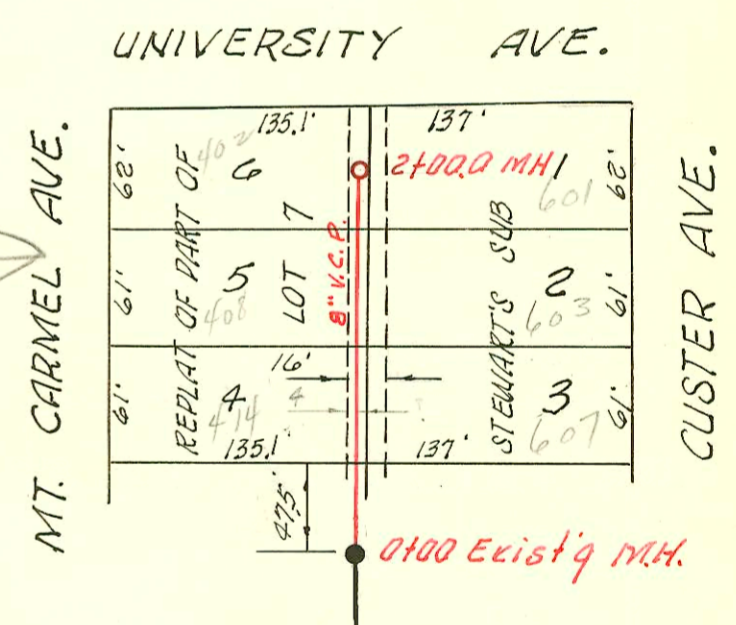 UNIVERSITY AVE.
MT. CARMEL AVE.
CUSTER AVE.
135.1'
137'
62'
6
402
2+00.0 MH
1
601
62'
REPLAT OF PART OF
LOT 7
8" V.C.P.
STEWART'S SUB
61'
5
408
2
603
61'
16'
4
61'
4
414
3
607
61'
135.1'
137'
47.5'
0+00 Exist'g M.H.